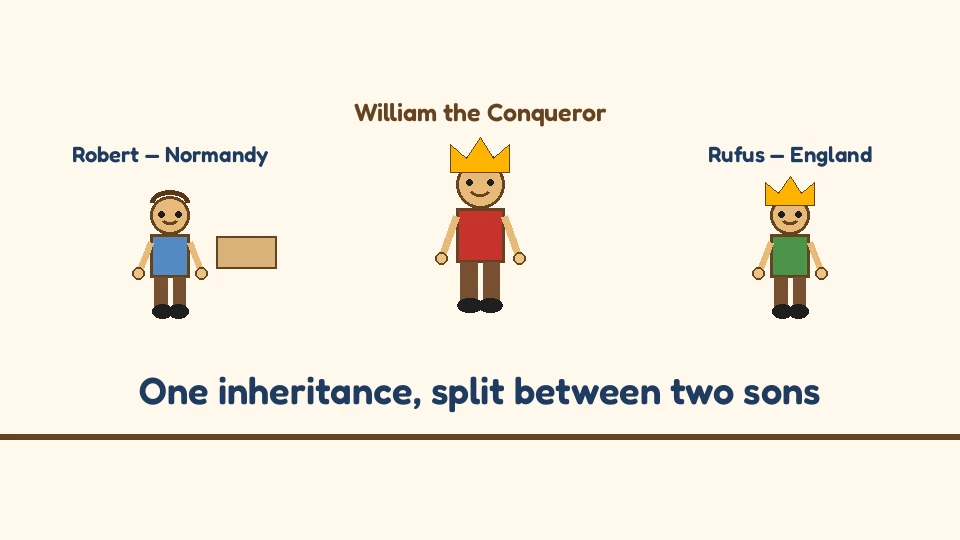 William the Conqueror
Robert – Normandy
Rufus – England
One inheritance, split between two sons